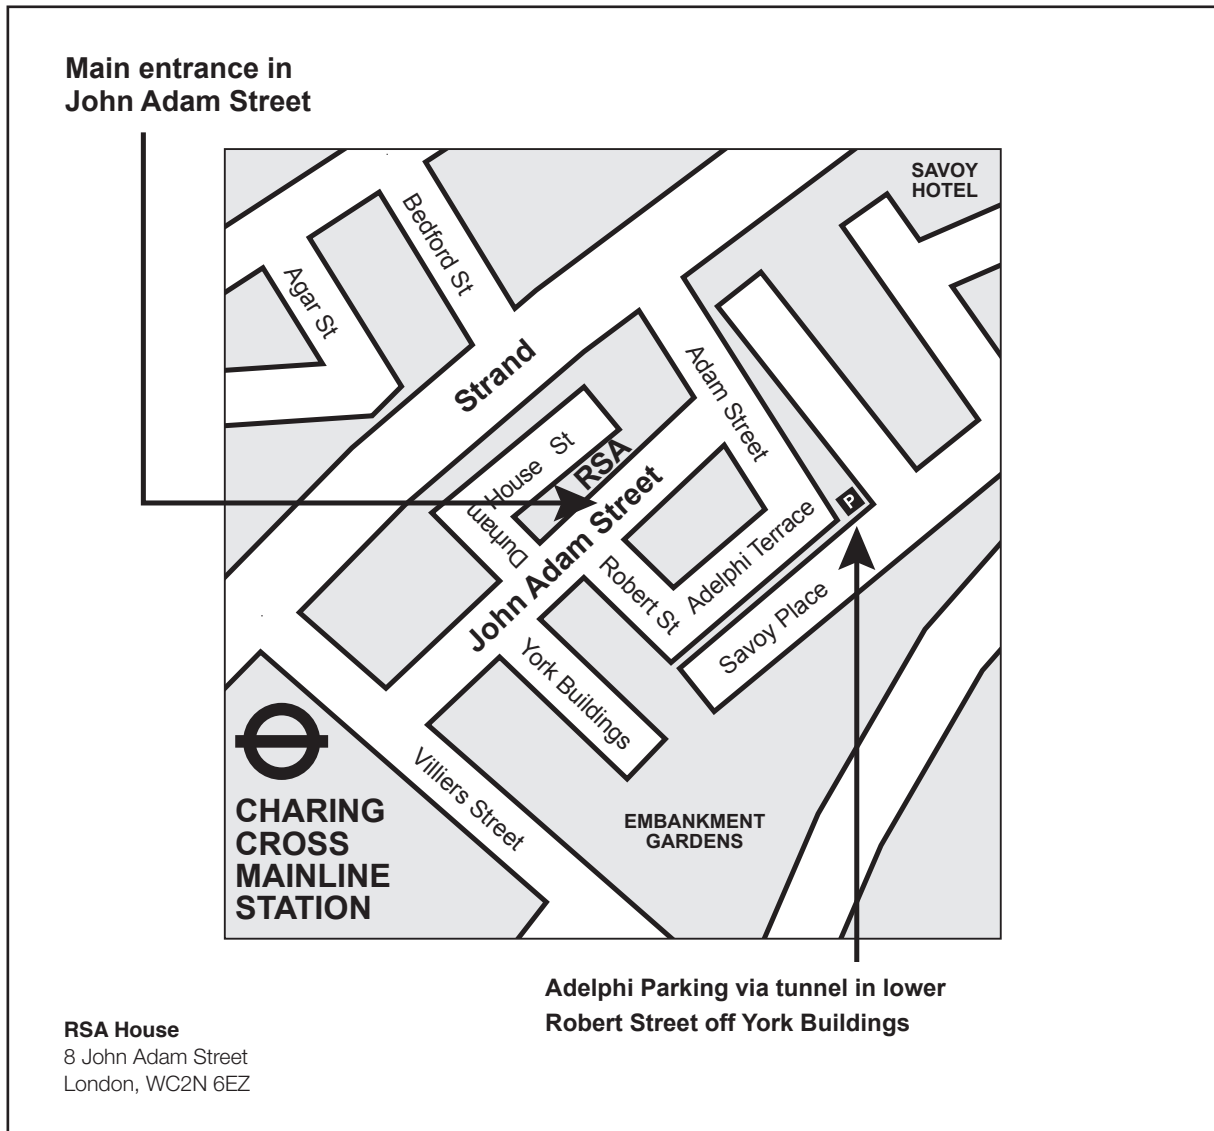 Main entrance in
John Adam Street
SAVOY
HOTEL
Bedford St
Agar St
Strand
Adam Street
Durham House St
RSA
John Adam Street
P
Adelphi Terrace
Robert St
Savoy Place
York Buildings
Villiers Street
CHARING
CROSS
MAINLINE
STATION
EMBANKMENT
GARDENS
Adelphi Parking via tunnel in lower
Robert Street off York Buildings
RSA House
8 John Adam Street
London, WC2N 6EZ